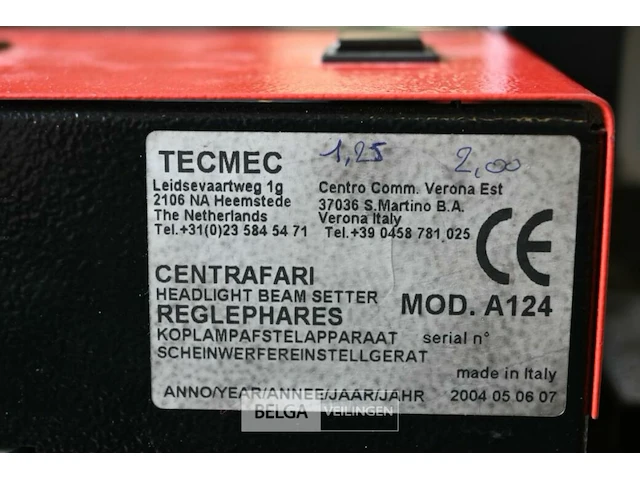 TECMEC 1,25 2,00
Leidsevaartweg 1g Centro Comm. Verona Est
2106 NA Heemstede 37036 S.Martino B.A.
The Netherlands Verona Italy
Tel.+31(0)23 584 54 71 Tel.+39 0458 781 025
CE
CENTRAFARI
HEADLIGHT BEAM SETTER MOD. A124
REGLEPHARES
KOPLAMPAFSTELAPPARAAT serial n°
SCHEINWERFEREINSTELLGERAT
made in Italy
ANNO/YEAR/ANNEE/JAAR/JAHR 2004 05 06 07
BELGA VEILINGEN